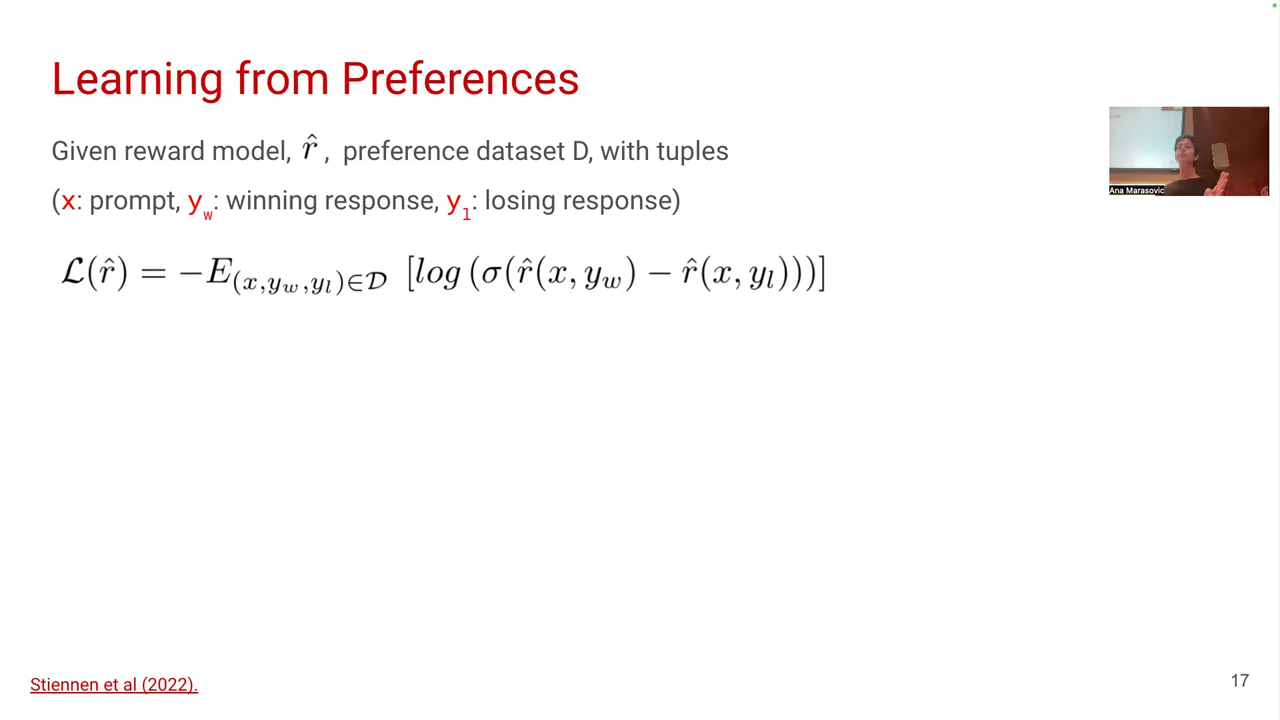 Learning from Preferences
Given reward model, r̂ , preference dataset D, with tuples
(x: prompt, y_w: winning response, y_l: losing response)
ℒ(r̂) = −E_{(x,y_w,y_l)∈𝒟} [log (σ(r̂(x, y_w) − r̂(x, y_l)))]
Ana Marasovic
Stiennen et al (2022).
17